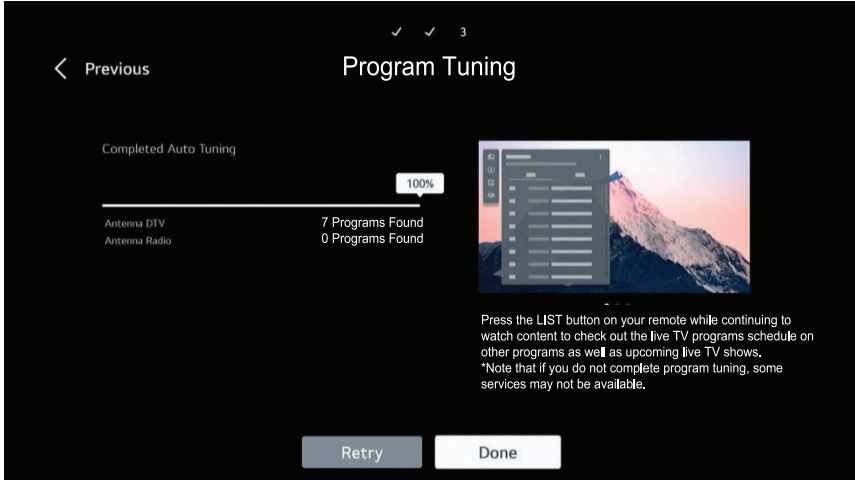 3
Previous
Program Tuning
Completed Auto Tuning
100%
Antenna DTV 7 Programs Found
Antenna Radio 0 Programs Found
Press the LIST button on your remote while continuing to
watch content to check out the live TV programs schedule on
other programs as well as upcoming live TV shows.
*Note that if you do not complete program tuning, some
services may not be available.
Retry
Done